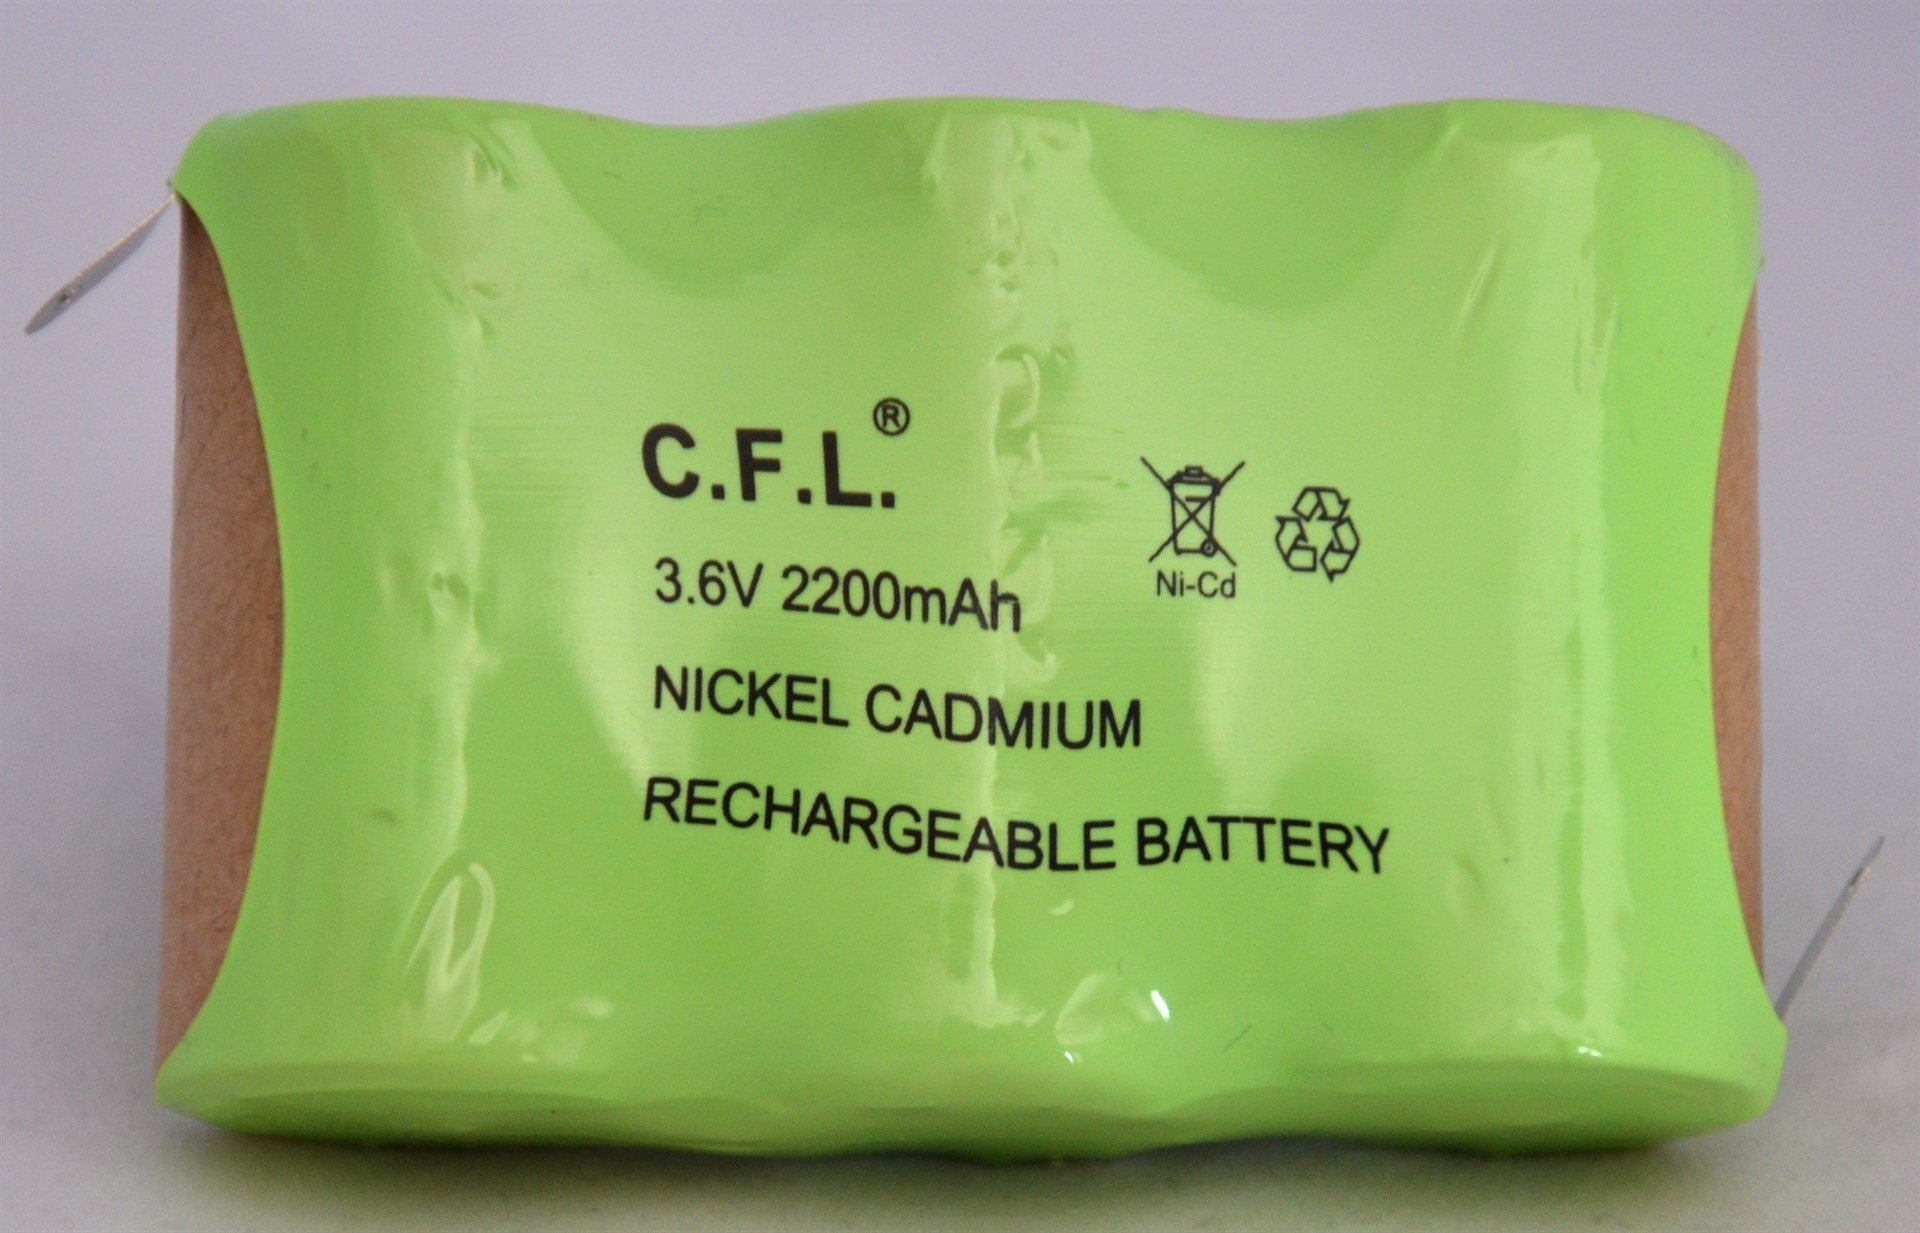 C.F.L.®
3.6V 2200mAh
Ni-Cd
NICKEL CADMIUM
RECHARGEABLE BATTERY